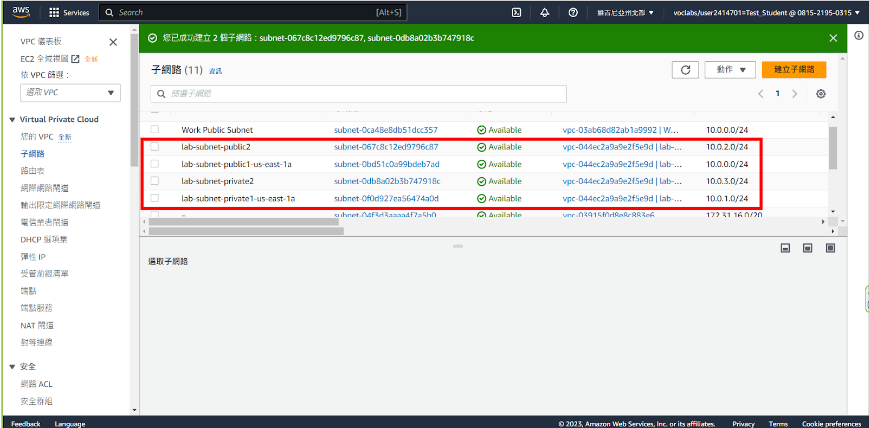 aws
Services
Search
[Alt+S]
維吉尼亞州北部
voclabs/user2414701=Test_Student @ 0815-2195-0315
VPC 儀表板
EC2 全域視圖
全新
依 VPC 篩選：
選取 VPC
Virtual Private Cloud
您的 VPC 全新
子網路
路由表
網際網路閘道
輸出限定網際網路閘道
電信業者閘道
DHCP 選項集
彈性 IP
受管前綴清單
端點
端點服務
NAT 閘道
對等連線
安全
網路 ACL
安全群組
您已成功建立 2 個子網路：subnet-067c8c12ed9796c87, subnet-0db8a02b3b747918c
子網路 (11) 資訊
動作
建立子網路
篩選子網路
1
Work Public Subnet subnet-0ca48e8db51dcc357 Available vpc-03ab68d82ab1a9992 | W... 10.0.0.0/24
lab-subnet-public2 subnet-067c8c12ed9796c87 Available vpc-044ec2a9a9e2f5e9d | lab-... 10.0.2.0/24
lab-subnet-public1-us-east-1a subnet-0bd51c0a99bdeb7ad Available vpc-044ec2a9a9e2f5e9d | lab-... 10.0.0.0/24
lab-subnet-private2 subnet-0db8a02b3b747918c Available vpc-044ec2a9a9e2f5e9d | lab-... 10.0.3.0/24
lab-subnet-private1-us-east-1a subnet-0f0d927ea56474a0d Available vpc-044ec2a9a9e2f5e9d | lab-... 10.0.1.0/24
– subnet-04f3d3aaaa4f7a5b0 Available vpc-03915f0d8e8c883e6 172.31.16.0/20
選取子網路
Feedback
Language
© 2023, Amazon Web Services, Inc. or its affiliates.
Privacy
Terms
Cookie preferences